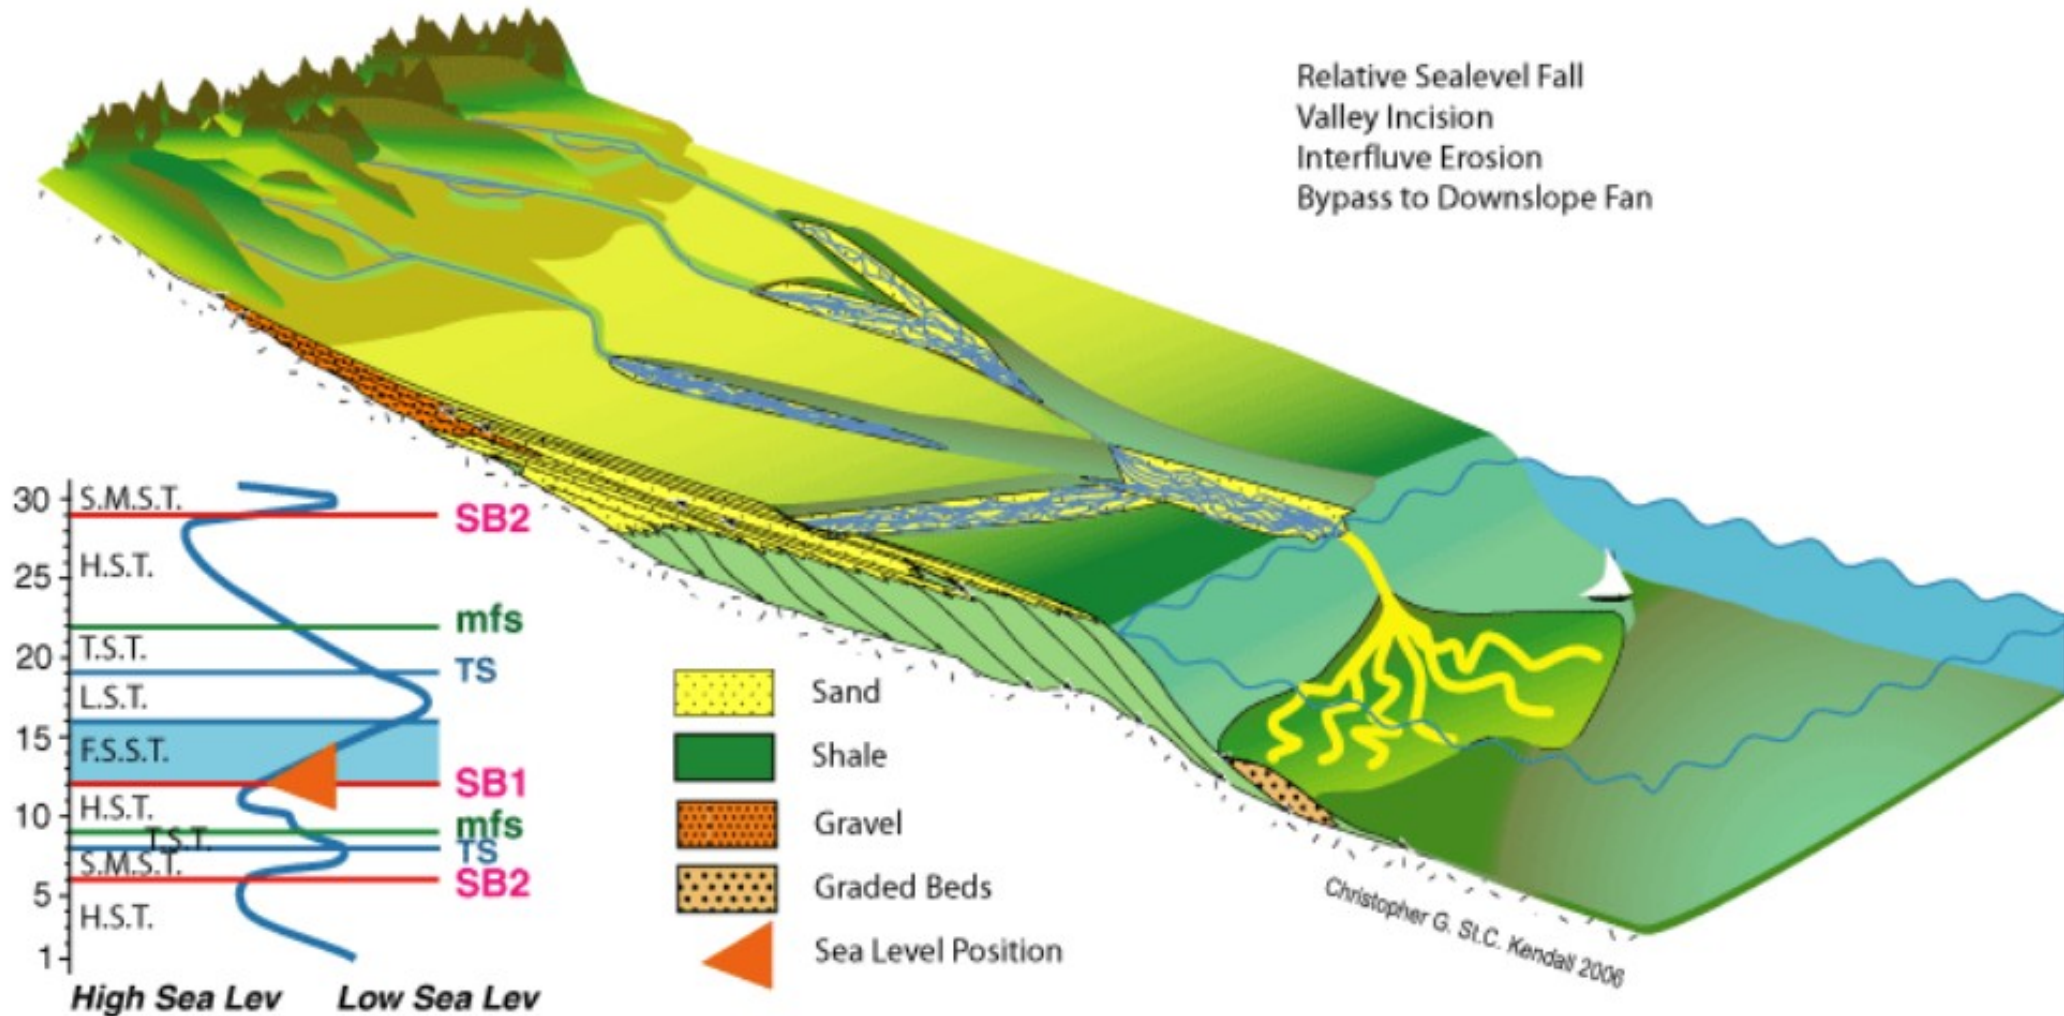 Relative Sealevel Fall
Valley Incision
Interfluve Erosion
Bypass to Downslope Fan
30
S.M.S.T.
SB2
H.S.T.
25
mfs
T.S.T.
20
TS
L.S.T.
15
F.S.S.T.
SB1
H.S.T.
10
mfs
T.S.T.
TS
S.M.S.T.
SB2
5
H.S.T.
1
High Sea Lev
Low Sea Lev
Sand
Shale
Gravel
Graded Beds
Sea Level Position
Christopher G. St.C. Kendall 2006